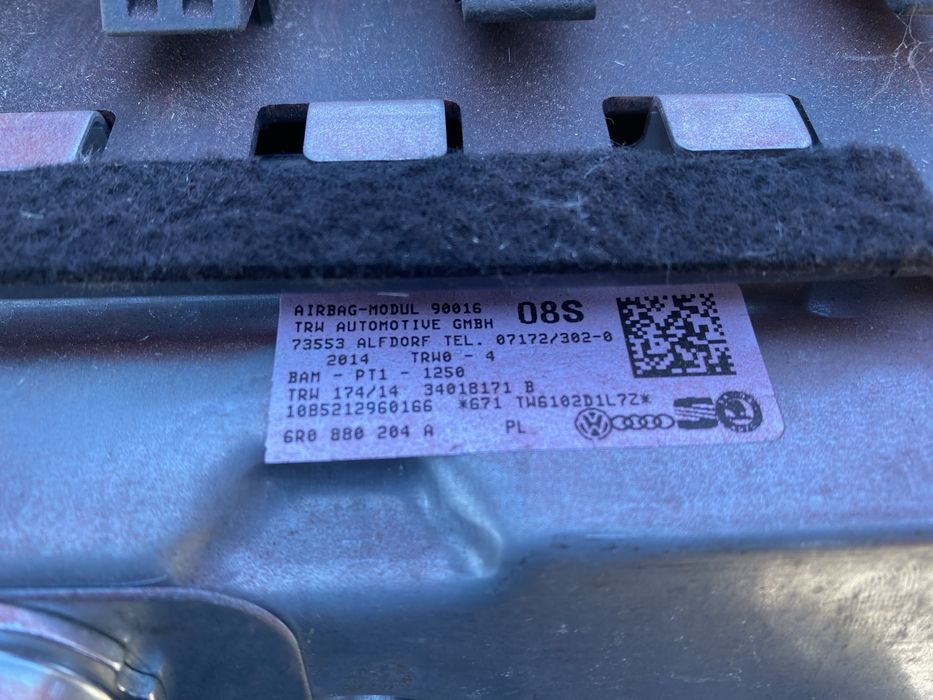 AIRBAG-MODUL 90016 08S
TRW AUTOMOTIVE GMBH
73553 ALFDORF TEL. 07172/302-0
2014 TRW0 - 4
BAM - PT1 - 1250
TRW 174/14 34018171 B
1085212960166 *671 TW6102D1L7Z*
6R0 880 204 A PL